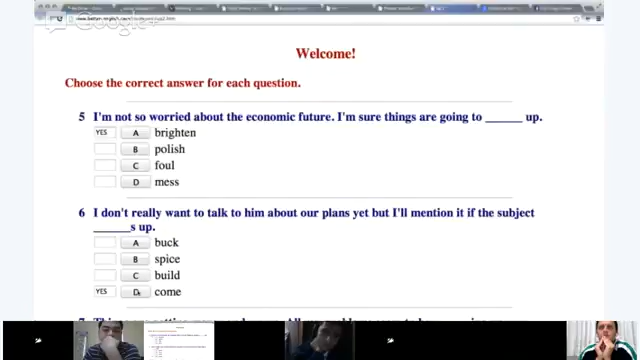 Welcome!
Choose the correct answer for each question.
5 I'm not so worried about the economic future. I'm sure things are going to ______ up.
YES A brighten
B polish
C foul
D mess
6 I don't really want to talk to him about our plans yet but I'll mention it if the subject
______s up.
A buck
B spice
C build
YES D come